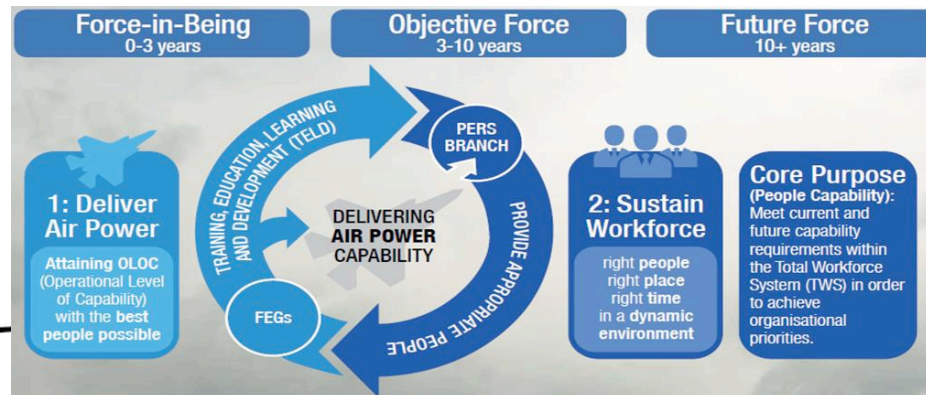 Force-in-Being
0-3 years
Objective Force
3-10 years
Future Force
10+ years
1: Deliver
Air Power
Attaining OLOC
(Operational Level
of Capability)
with the best
people possible
TRAINING, EDUCATION, LEARNING
AND DEVELOPMENT (TELD)
FEGs
DELIVERING
AIR POWER
CAPABILITY
PERS
BRANCH
PROVIDE APPROPRIATE PEOPLE
2: Sustain
Workforce
right people
right place
right time
in a dynamic
environment
Core Purpose
(People Capability):
Meet current and
future capability
requirements within
the Total Workforce
System (TWS) in order
to achieve
organisational
priorities.